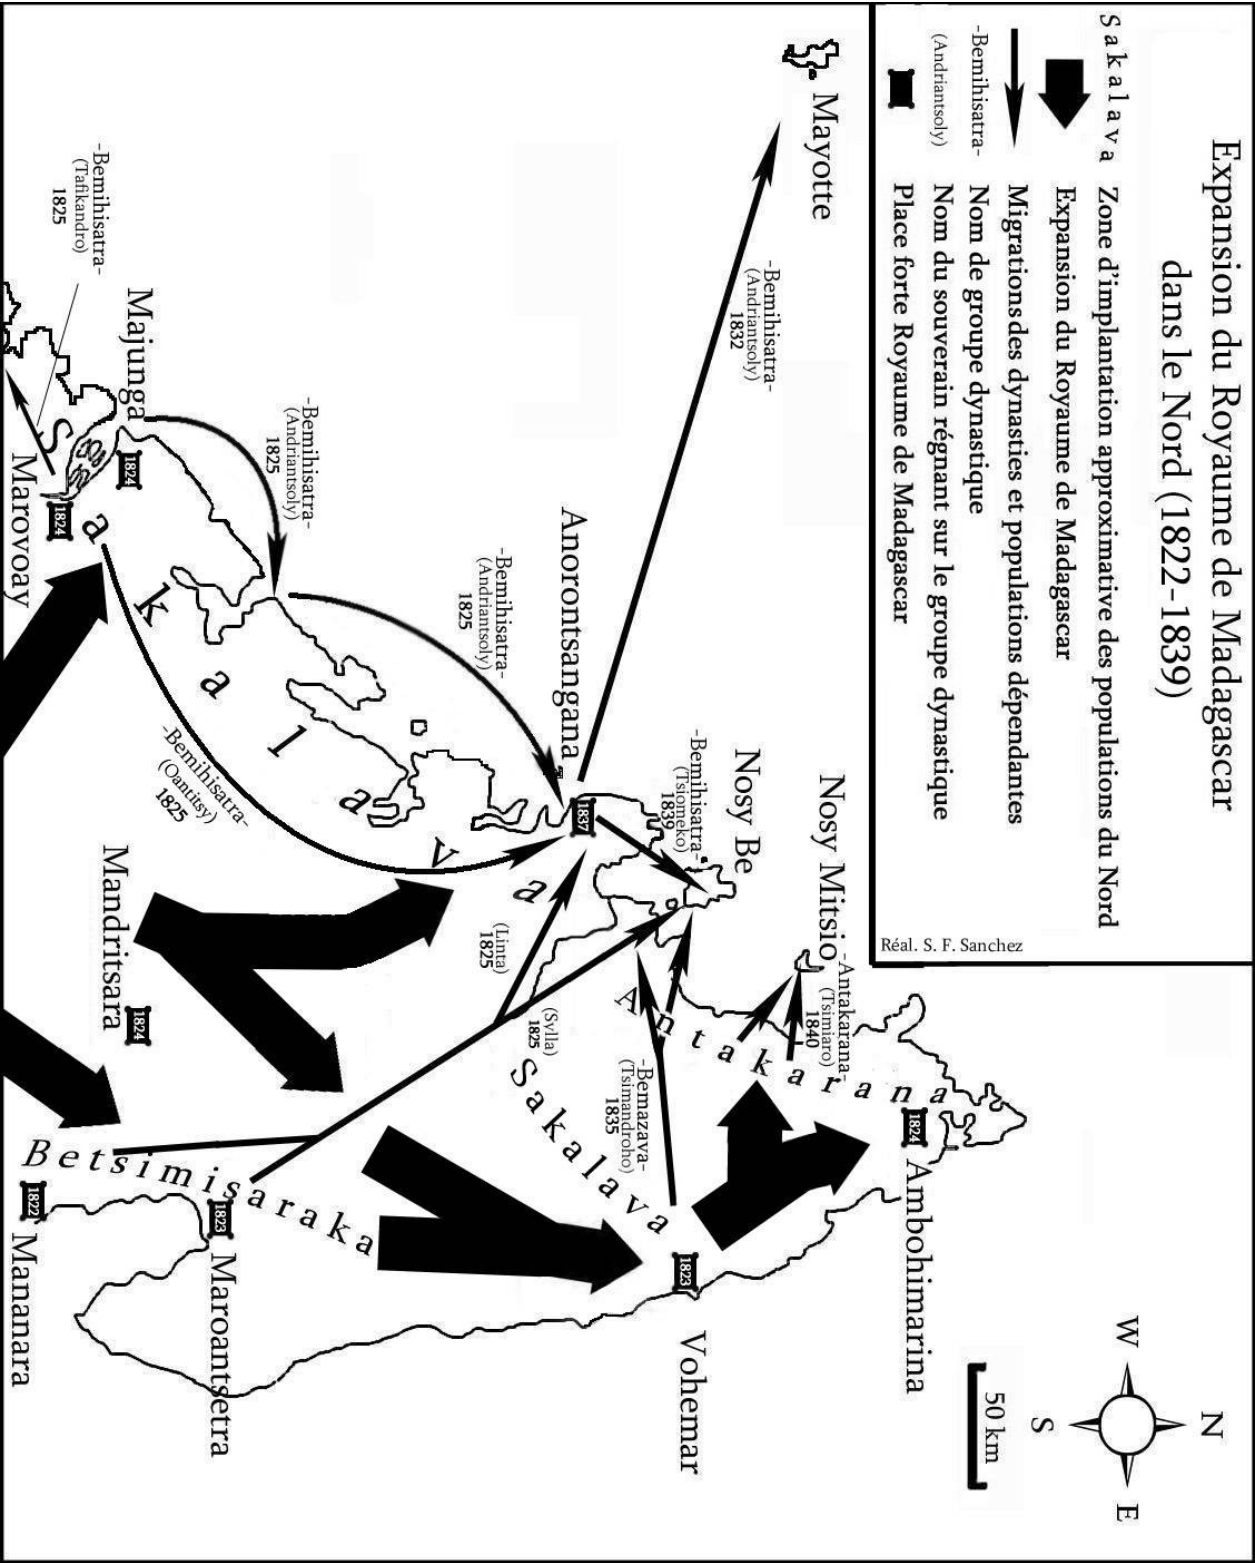 Expansion du Royaume de Madagascar
dans le Nord (1822-1839)
Sakalava Zone d'implantation approximative des populations du Nord
Expansion du Royaume de Madagascar
Migrations des dynasties et populations dépendantes
-Bemihisatra- Nom de groupe dynastique
(Andriantsoly) Nom du souverain régnant sur le groupe dynastique
Place forte Royaume de Madagascar
Réal. S. F. Sanchez
N
W
E
S
50 km
Mayotte
-Bemihisatra-
(Andriantsoly)
1832
Nosy Mitsio
-Antakarana-
(Tsimiaro)
1840
Nosy Be
-Bemihisatra-
(Tsiomeko)
1839
Antakarana
1824
Ambohimarina
Anorontsangana
1837
-Bemihisatra-
(Andriantsoly)
1825
-Bemihisatra-
(Andriantsoly)
1825
(Linta)
1825
(Sylla)
1825
-Bemazava-
(Tsimandroho)
1835
Sakalava
1823
Vohemar
Majunga
1824
-Bemihisatra-
(Tafikandro)
1825
Marovoay
1824
Sakalava
-Bemihisatra-
(Oantitsy)
1825
Mandritsara
1824
Betsimisaraka
1823
Maroantsetra
1822
Mananara